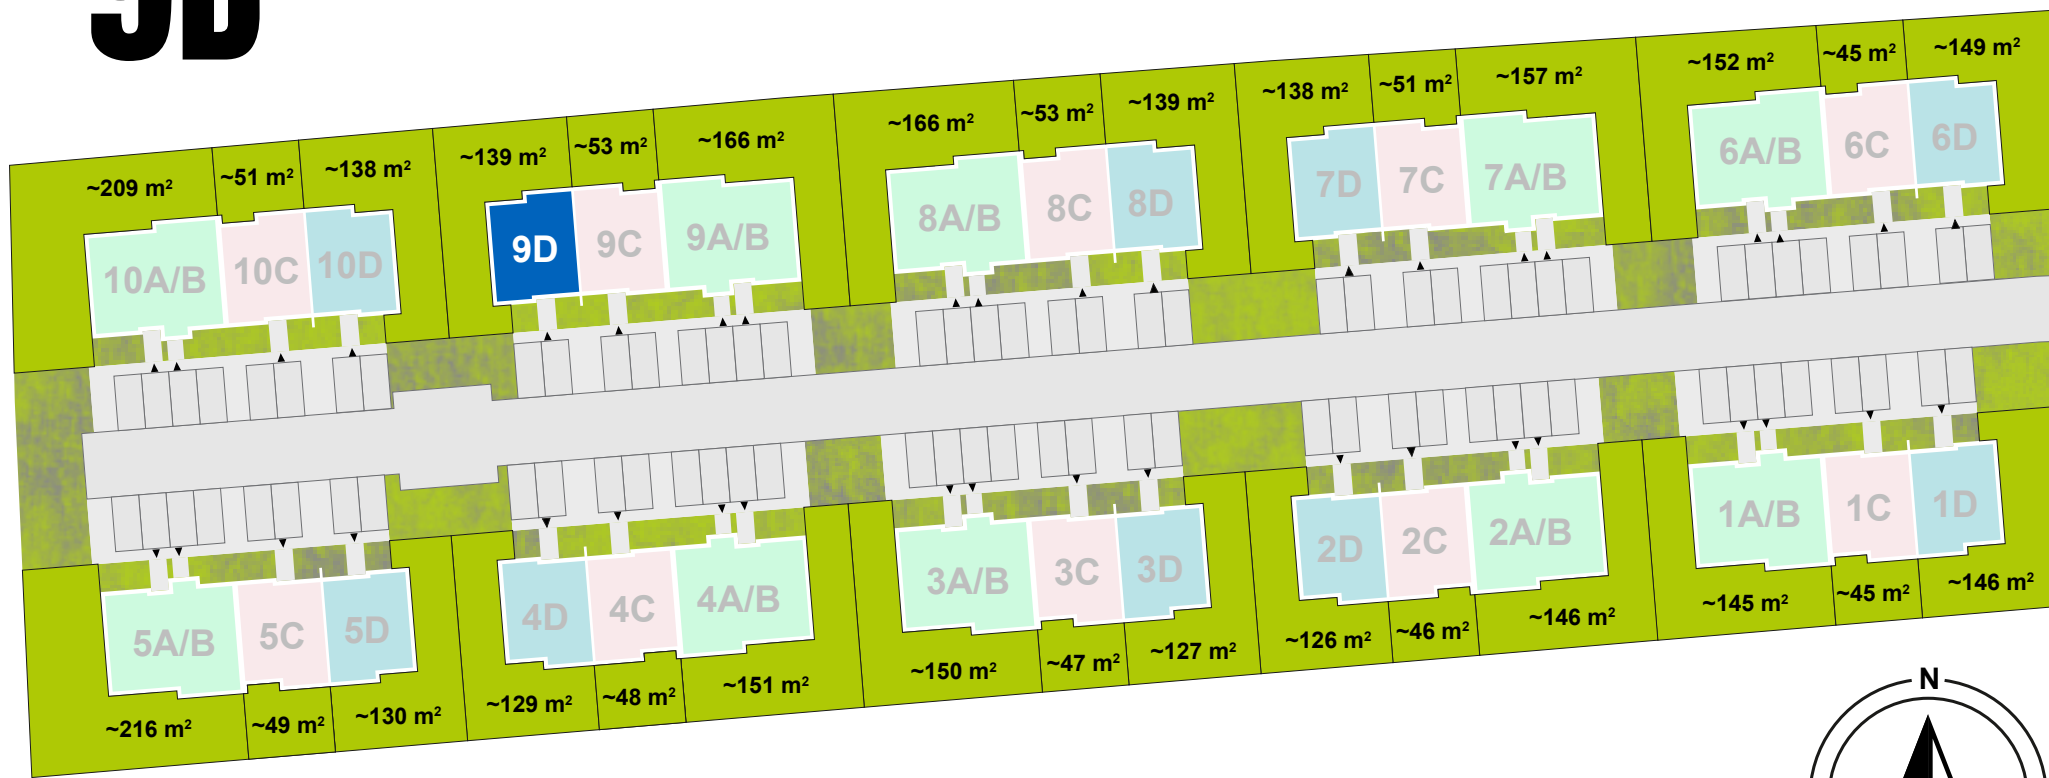 9D
~209 m² ~51 m² ~138 m² ~139 m² ~53 m² ~166 m² ~166 m² ~53 m² ~139 m² ~138 m² ~51 m² ~157 m² ~152 m² ~45 m² ~149 m²
10A/B 10C 10D 9D 9C 9A/B 8A/B 8C 8D 7D 7C 7A/B 6A/B 6C 6D
5A/B 5C 5D 4D 4C 4A/B 3A/B 3C 3D 2D 2C 2A/B 1A/B 1C 1D
~216 m² ~49 m² ~130 m² ~129 m² ~48 m² ~151 m² ~150 m² ~47 m² ~127 m² ~126 m² ~46 m² ~146 m² ~145 m² ~45 m² ~146 m²
N